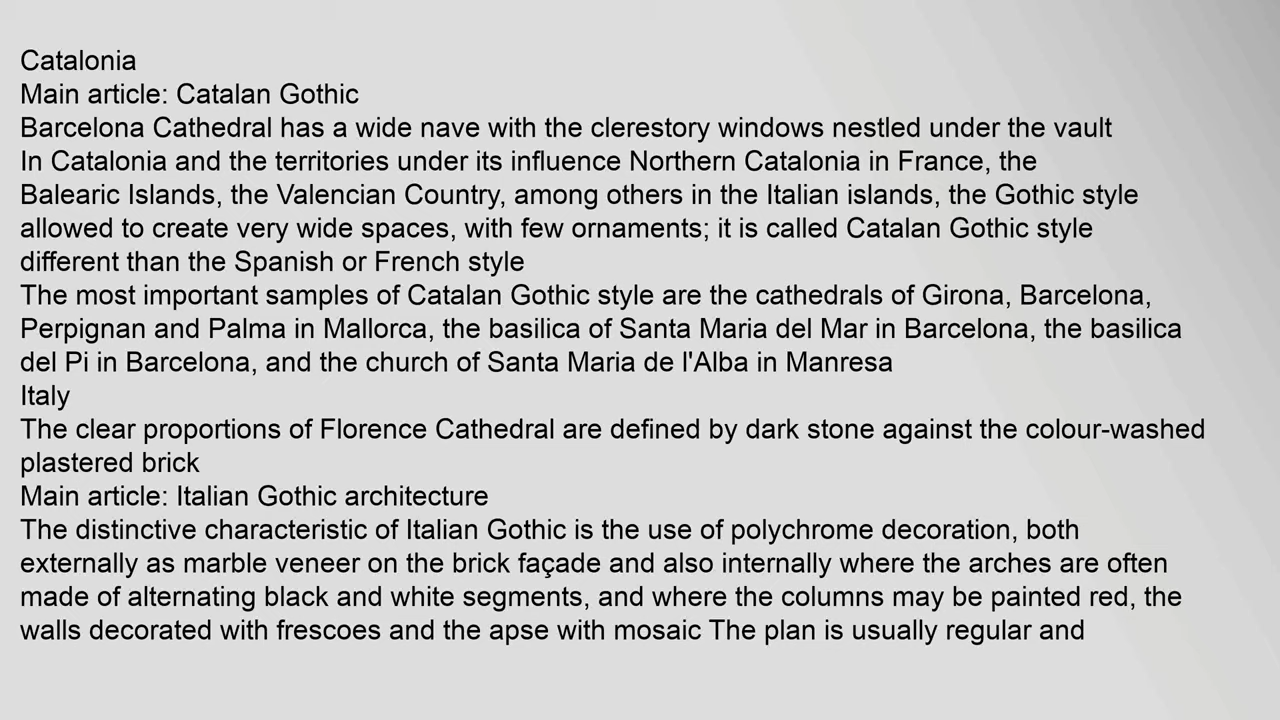 Catalonia
Main article: Catalan Gothic
Barcelona Cathedral has a wide nave with the clerestory windows nestled under the vault
In Catalonia and the territories under its influence Northern Catalonia in France, the
Balearic Islands, the Valencian Country, among others in the Italian islands, the Gothic style
allowed to create very wide spaces, with few ornaments; it is called Catalan Gothic style
different than the Spanish or French style
The most important samples of Catalan Gothic style are the cathedrals of Girona, Barcelona,
Perpignan and Palma in Mallorca, the basilica of Santa Maria del Mar in Barcelona, the basilica
del Pi in Barcelona, and the church of Santa Maria de l'Alba in Manresa
Italy
The clear proportions of Florence Cathedral are defined by dark stone against the colour-washed
plastered brick
Main article: Italian Gothic architecture
The distinctive characteristic of Italian Gothic is the use of polychrome decoration, both
externally as marble veneer on the brick façade and also internally where the arches are often
made of alternating black and white segments, and where the columns may be painted red, the
walls decorated with frescoes and the apse with mosaic The plan is usually regular and